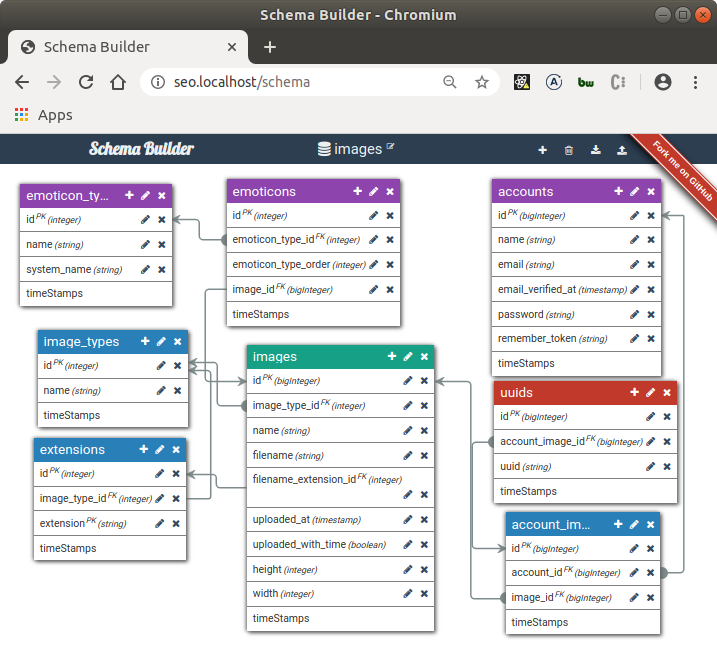 Schema Builder - Chromium
Schema Builder
seo.localhost/schema
Apps
Schema Builder
images
Fork me on GitHub
emoticon_ty...
id PK (integer)
name (string)
system_name (string)
timeStamps
emoticons
id PK (integer)
emoticon_type_id FK (integer)
emoticon_type_order (integer)
image_id FK (bigInteger)
timeStamps
accounts
id PK (bigInteger)
name (string)
email (string)
email_verified_at (timestamp)
password (string)
remember_token (string)
timeStamps
image_types
id PK (integer)
name (string)
timeStamps
images
id PK (bigInteger)
image_type_id FK (integer)
name (string)
filename (string)
filename_extension_id FK (integer)
uploaded_at (timestamp)
uploaded_with_time (boolean)
height (integer)
width (integer)
timeStamps
uuids
id PK (bigInteger)
account_image_id FK (bigInteger)
uuid (string)
timeStamps
extensions
id PK (integer)
image_type_id FK (integer)
extension PK (string)
timeStamps
account_im...
id PK (bigInteger)
account_id FK (bigInteger)
image_id FK (bigInteger)
timeStamps